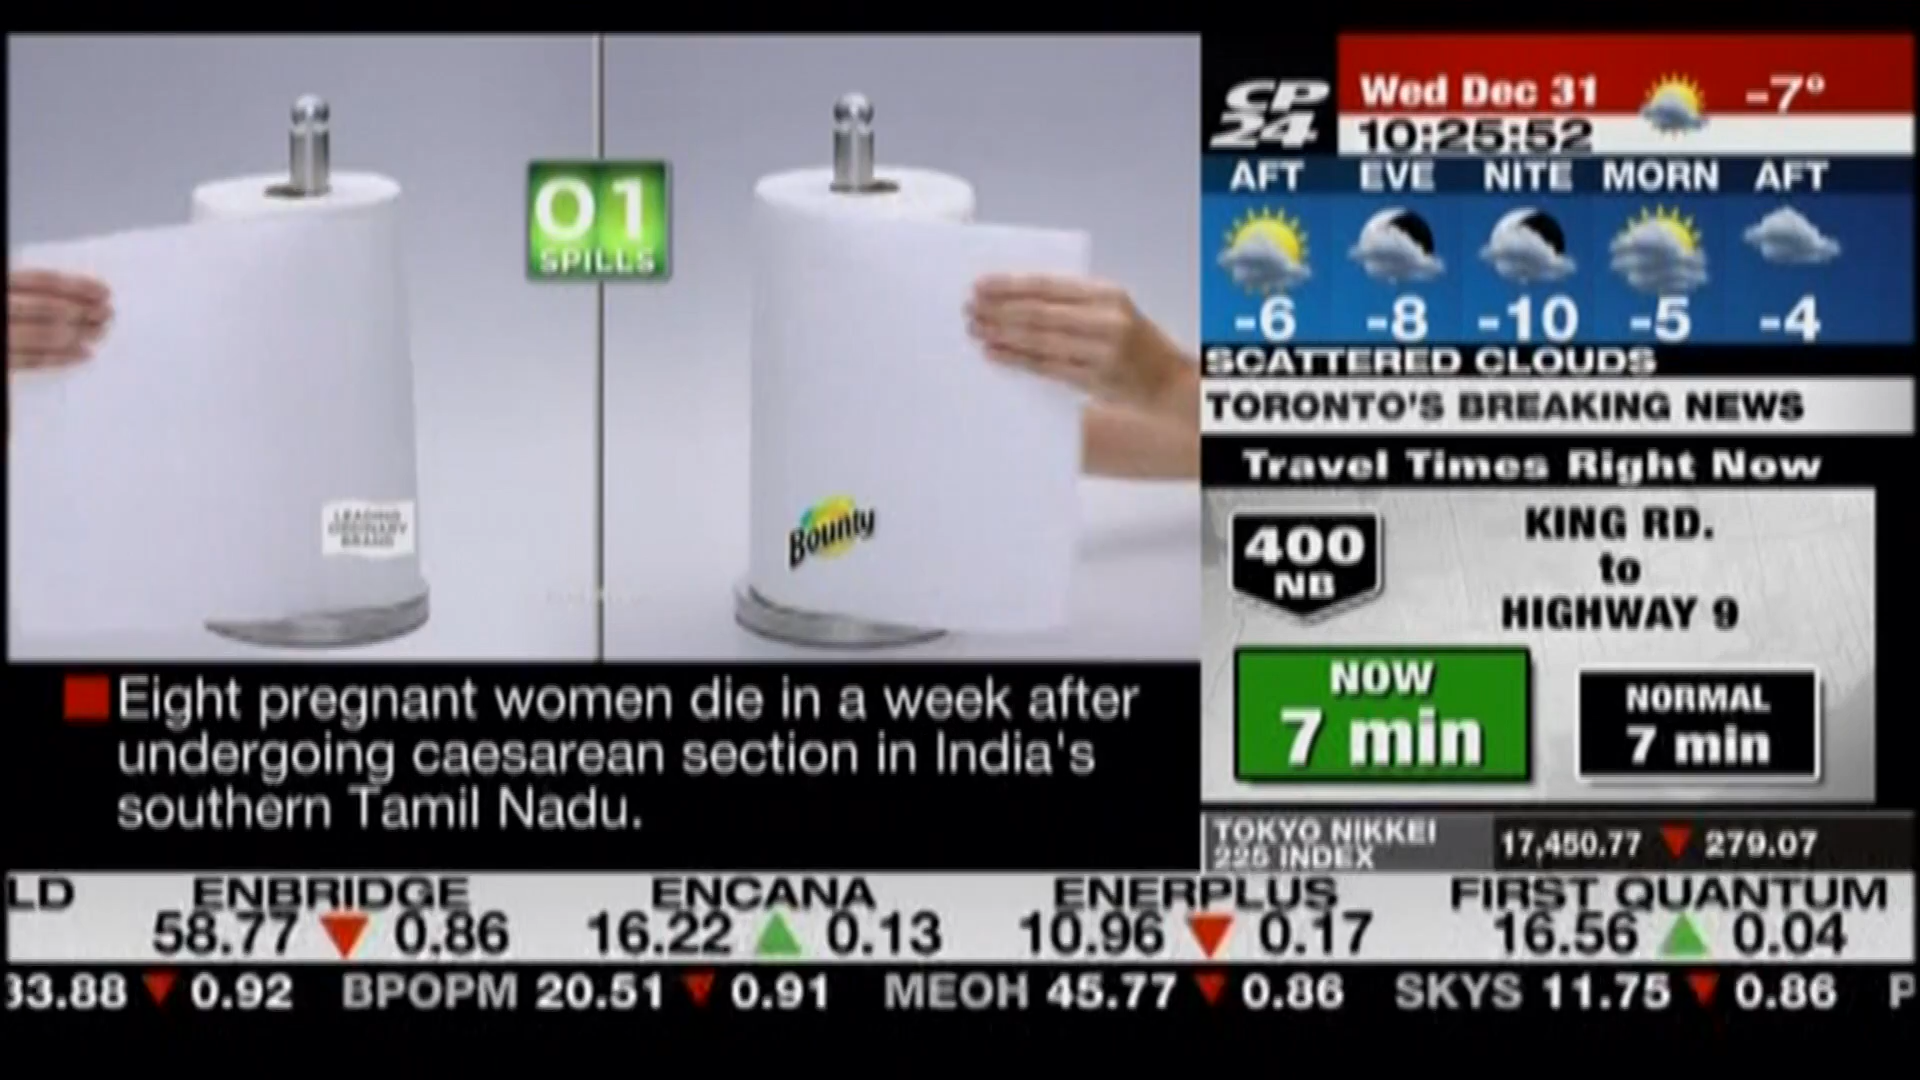 01
SPILLS
LEADING
ORDINARY
BRAND
Bounty
Eight pregnant women die in a week after
undergoing caesarean section in India's
southern Tamil Nadu.
CP
24
Wed Dec 31
-7°
10:25:52
AFT EVE NITE MORN AFT
-6 -8 -10 -5 -4
SCATTERED CLOUDS
TORONTO'S BREAKING NEWS
Travel Times Right Now
400
NB
KING RD.
to
HIGHWAY 9
NOW
7 min
NORMAL
7 min
TOKYO NIKKEI
225 INDEX
17,450.77 279.07
LD ENBRIDGE ENCANA ENERPLUS FIRST QUANTUM
58.77 0.86 16.22 0.13 10.96 0.17 16.56 0.04
33.88 0.92 BPOPM 20.51 0.91 MEOH 45.77 0.86 SKYS 11.75 0.86 P